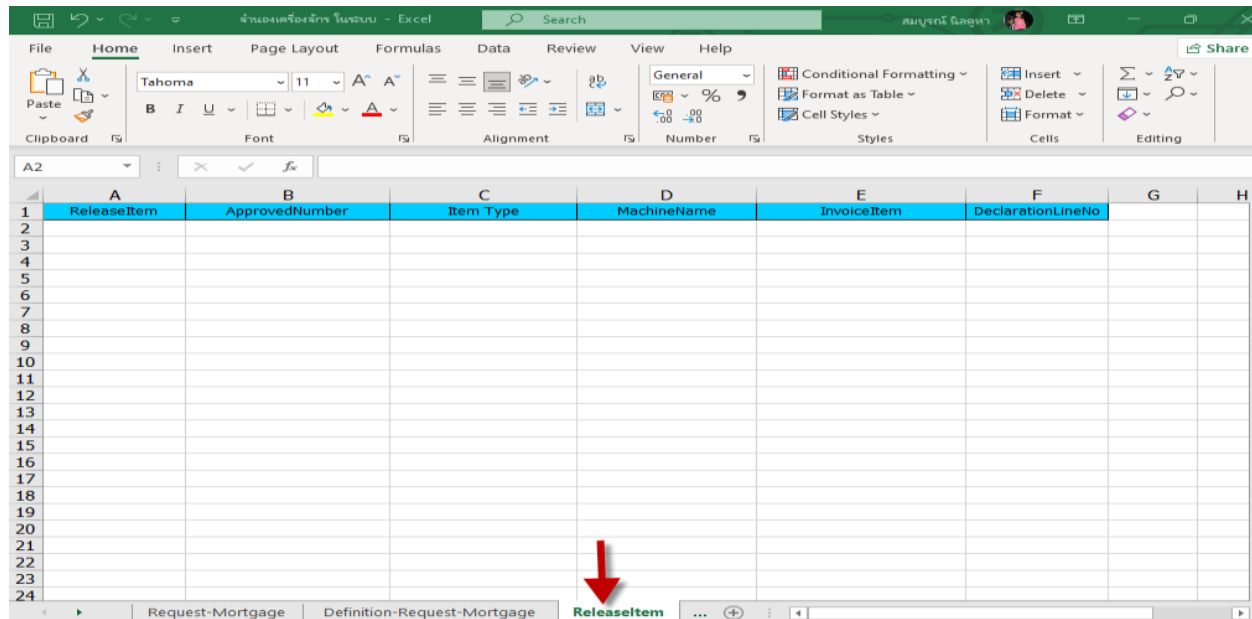 จำนองเครื่องจักร ในระบบ - Excel
Search
สมบูรณ์ นิลคูหา
File Home Insert Page Layout Formulas Data Review View Help
Share
Paste
Tahoma 11 A^ A˅
B I U A
ab
General
% 9
.00 .00
Conditional Formatting
Format as Table
Cell Styles
Insert
Delete
Format
Clipboard Font Alignment Number Styles Cells Editing
A2 fx
A B C D E F G H
1 ReleaseItem ApprovedNumber Item Type MachineName InvoiceItem DeclarationLineNo
2
3
4
5
6
7
8
9
10
11
12
13
14
15
16
17
18
19
20
21
22
23
24
Request-Mortgage Definition-Request-Mortgage ReleaseItem ...